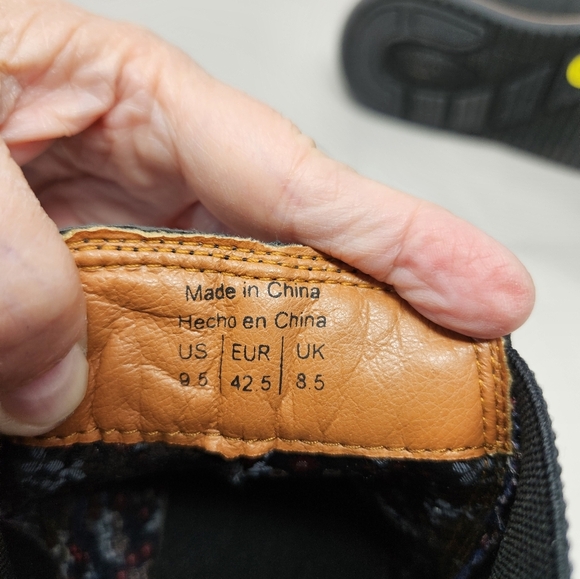 Made in China
Hecho en China
US | EUR | UK
9.5 | 42.5 | 8.5